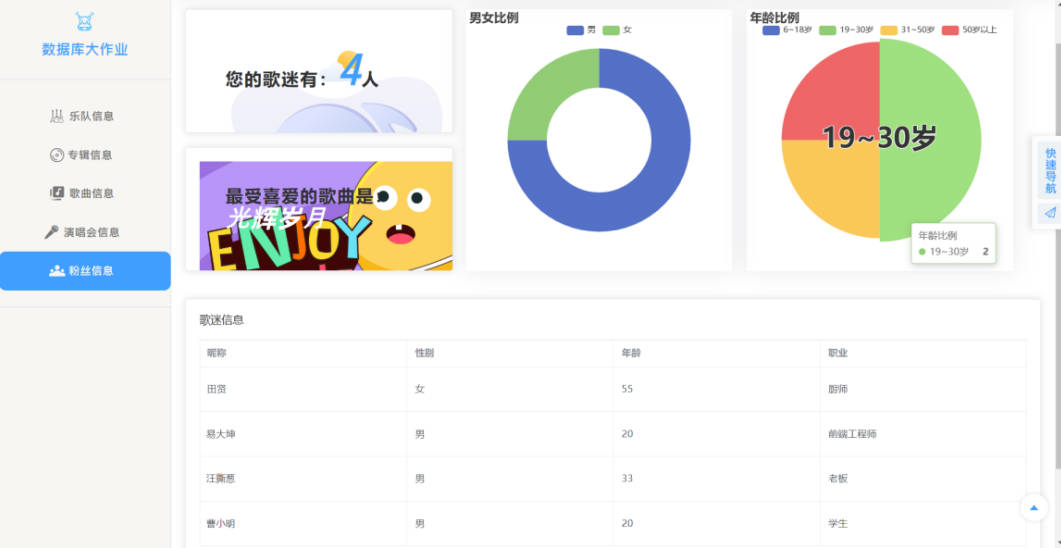 数据库大作业
乐队信息
专辑信息
歌曲信息
演唱会信息
粉丝信息
您的歌迷有：4人
最受喜爱的歌曲是：
光辉岁月
ENJOY
男女比例
男 女
年龄比例
6~18岁 19~30岁 31~50岁 50岁以上
19~30岁
年龄比例
19~30岁 2
快速导航
歌迷信息
昵称 性别 年龄 职业
田贤 女 55 厨师
易大坤 男 20 前端工程师
汪撕葱 男 33 老板
曹小明 男 20 学生